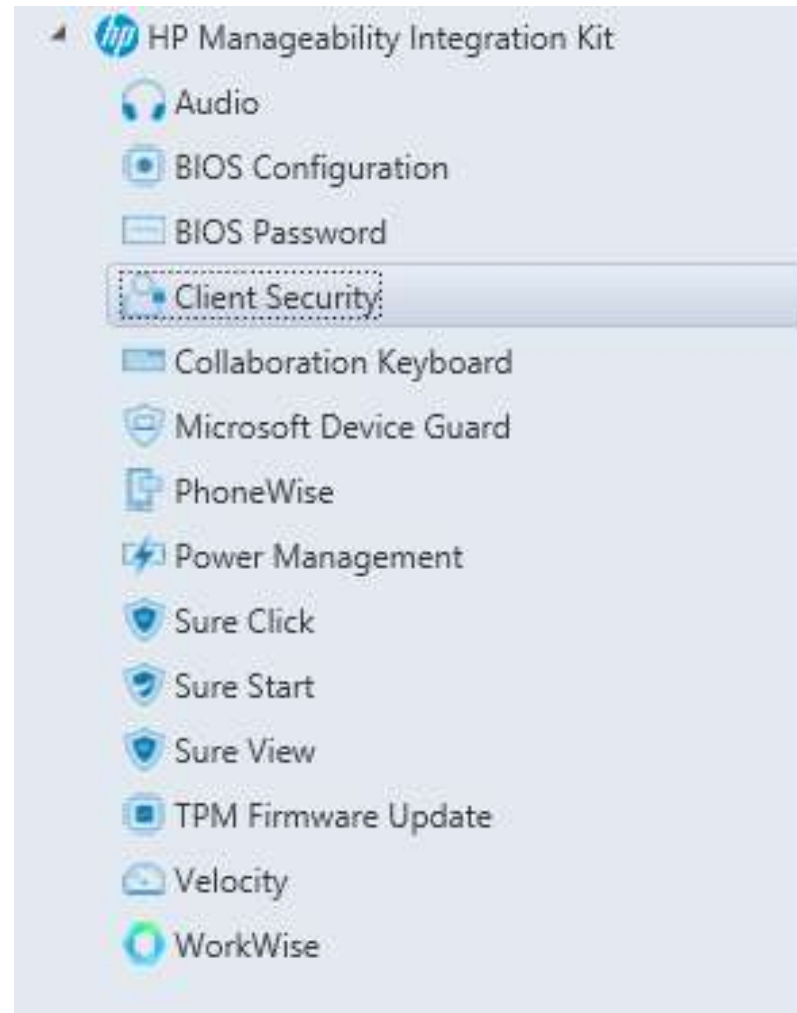 hp HP Manageability Integration Kit
Audio
BIOS Configuration
BIOS Password
Client Security
Collaboration Keyboard
Microsoft Device Guard
PhoneWise
Power Management
Sure Click
Sure Start
Sure View
TPM Firmware Update
Velocity
WorkWise